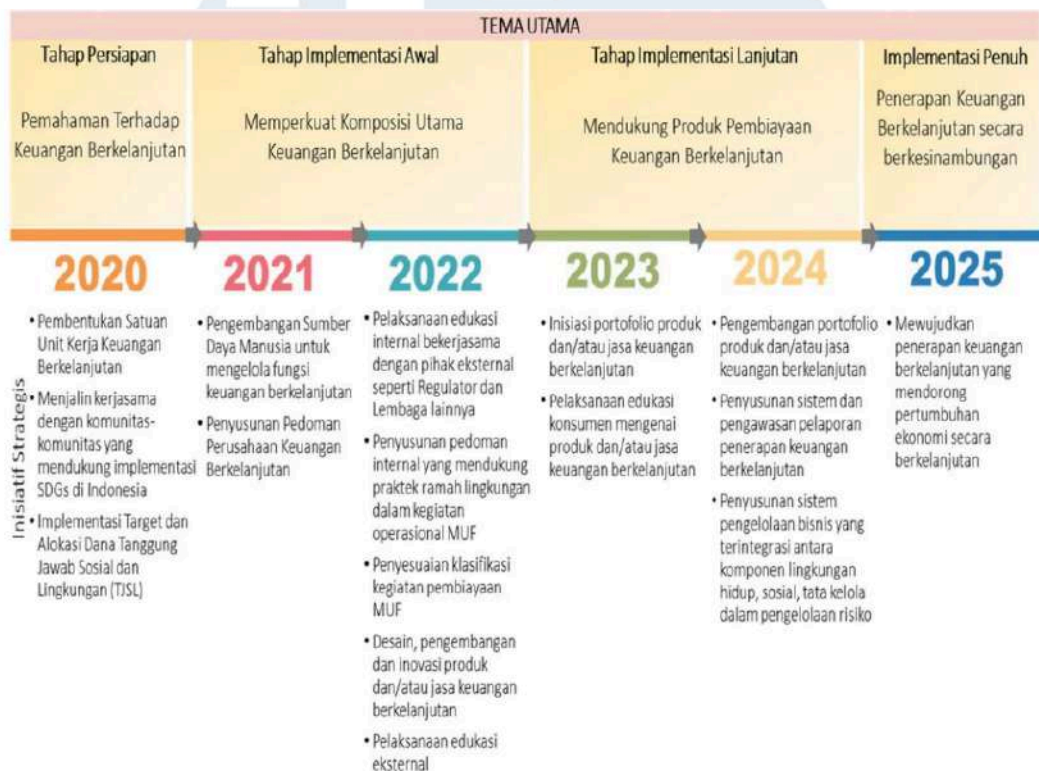 TEMA UTAMA
Tahap Persiapan
Pemahaman Terhadap
Keuangan Berkelanjutan
Tahap Implementasi Awal
Memperkuat Komposisi Utama
Keuangan Berkelanjutan
Tahap Implementasi Lanjutan
Mendukung Produk Pembiayaan
Keuangan Berkelanjutan
Implementasi Penuh
Penerapan Keuangan
Berkelanjutan secara
berkesinambungan
Inisiatif Strategis
2020
• Pembentukan Satuan
Unit Kerja Keuangan
Berkelanjutan
• Menjalin kerjasama
dengan komunitas-
komunitas yang
mendukung implementasi
SDGs di Indonesia
• Implementasi Target dan
Alokasi Dana Tanggung
Jawab Sosial dan
Lingkungan (TJSL)
2021
• Pengembangan Sumber
Daya Manusia untuk
mengelola fungsi
keuangan berkelanjutan
• Penyusunan Pedoman
Perusahaan Keuangan
Berkelanjutan
2022
• Pelaksanaan edukasi
internal bekerjasama
dengan pihak eksternal
seperti Regulator dan
Lembaga lainnya
• Penyusunan pedoman
internal yang mendukung
praktek ramah lingkungan
dalam kegiatan
operasional MUF
• Penyesuaian klasifikasi
kegiatan pembiayaan
MUF
• Desain, pengembangan
dan inovasi produk
dan/atau jasa keuangan
berkelanjutan
• Pelaksanaan edukasi
eksternal
2023
• Inisiasi portofolio produk
dan/atau jasa keuangan
berkelanjutan
• Pelaksanaan edukasi
konsumen mengenai
produk dan/atau jasa
keuangan berkelanjutan
2024
• Pengembangan portofolio
produk dan/atau jasa
keuangan berkelanjutan
• Penyusunan sistem dan
pengawasan pelaporan
penerapan keuangan
berkelanjutan
• Penyusunan sistem
pengelolaan bisnis yang
terintegrasi antara
komponen lingkungan
hidup, sosial, tata kelola
dalam pengelolaan risiko
2025
• Mewujudkan
penerapan keuangan
berkelanjutan yang
mendorong
pertumbuhan
ekonomi secara
berkelanjutan